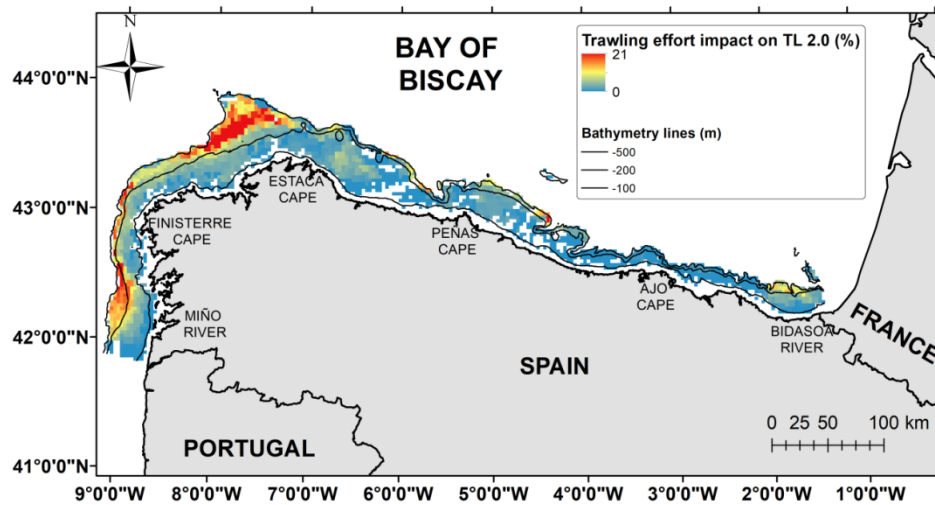 N
BAY OF
BISCAY
Trawling effort impact on TL 2.0 (%)
21
0
Bathymetry lines (m)
-500
-200
-100
44°0'0"N
43°0'0"N
42°0'0"N
41°0'0"N
ESTACA
CAPE
FINISTERRE
CAPE
PEÑAS
CAPE
AJO
CAPE
MIÑO
RIVER
BIDASOA
RIVER
FRANCE
SPAIN
PORTUGAL
0 25 50 100 km
9°0'0"W 8°0'0"W 7°0'0"W 6°0'0"W 5°0'0"W 4°0'0"W 3°0'0"W 2°0'0"W 1°0'0"W